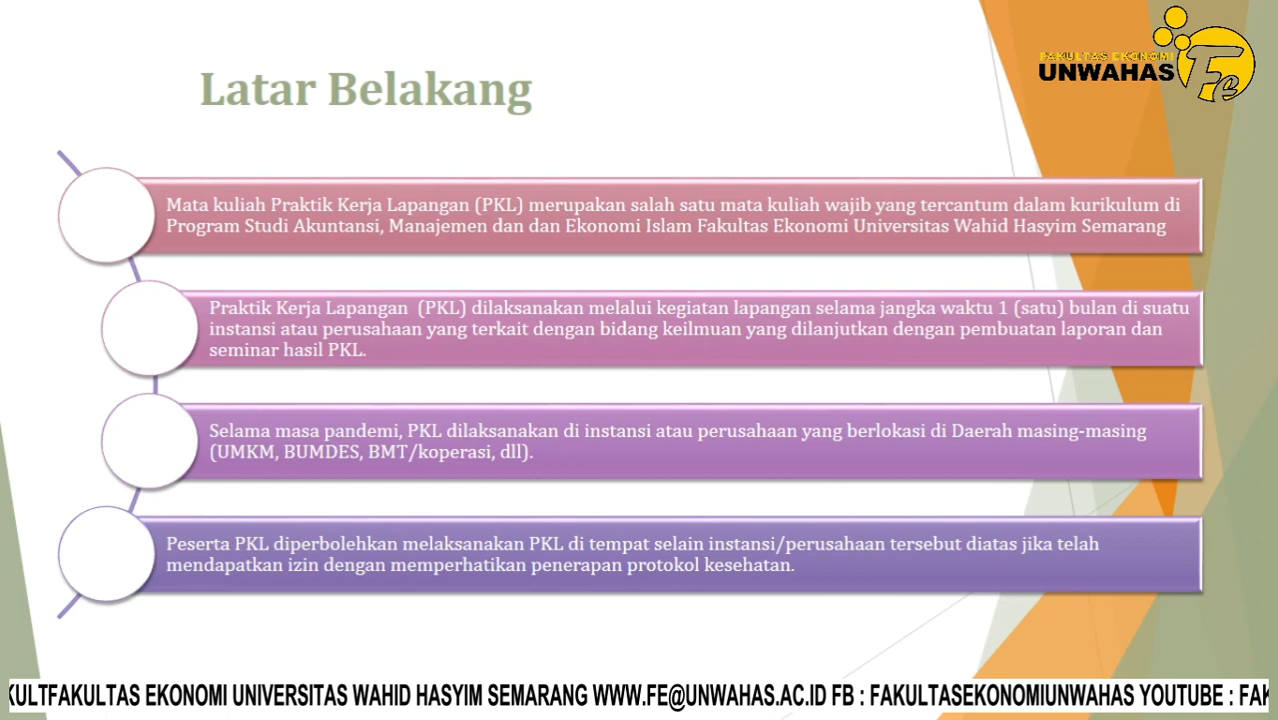 FAKULTAS EKONOMI
UNWAHAS
Fe
Latar Belakang
Mata kuliah Praktik Kerja Lapangan (PKL) merupakan salah satu mata kuliah wajib yang tercantum dalam kurikulum di
Program Studi Akuntansi, Manajemen dan dan Ekonomi Islam Fakultas Ekonomi Universitas Wahid Hasyim Semarang
Praktik Kerja Lapangan  (PKL) dilaksanakan melalui kegiatan lapangan selama jangka waktu 1 (satu) bulan di suatu
instansi atau perusahaan yang terkait dengan bidang keilmuan yang dilanjutkan dengan pembuatan laporan dan
seminar hasil PKL.
Selama masa pandemi, PKL dilaksanakan di instansi atau perusahaan yang berlokasi di Daerah masing-masing
(UMKM, BUMDES, BMT/koperasi, dll).
Peserta PKL diperbolehkan melaksanakan PKL di tempat selain instansi/perusahaan tersebut diatas jika telah
mendapatkan izin dengan memperhatikan penerapan protokol kesehatan.
KULTFAKULTAS EKONOMI UNIVERSITAS WAHID HASYIM SEMARANG WWW.FE@UNWAHAS.AC.ID FB : FAKULTASEKONOMIUNWAHAS YOUTUBE : FAK